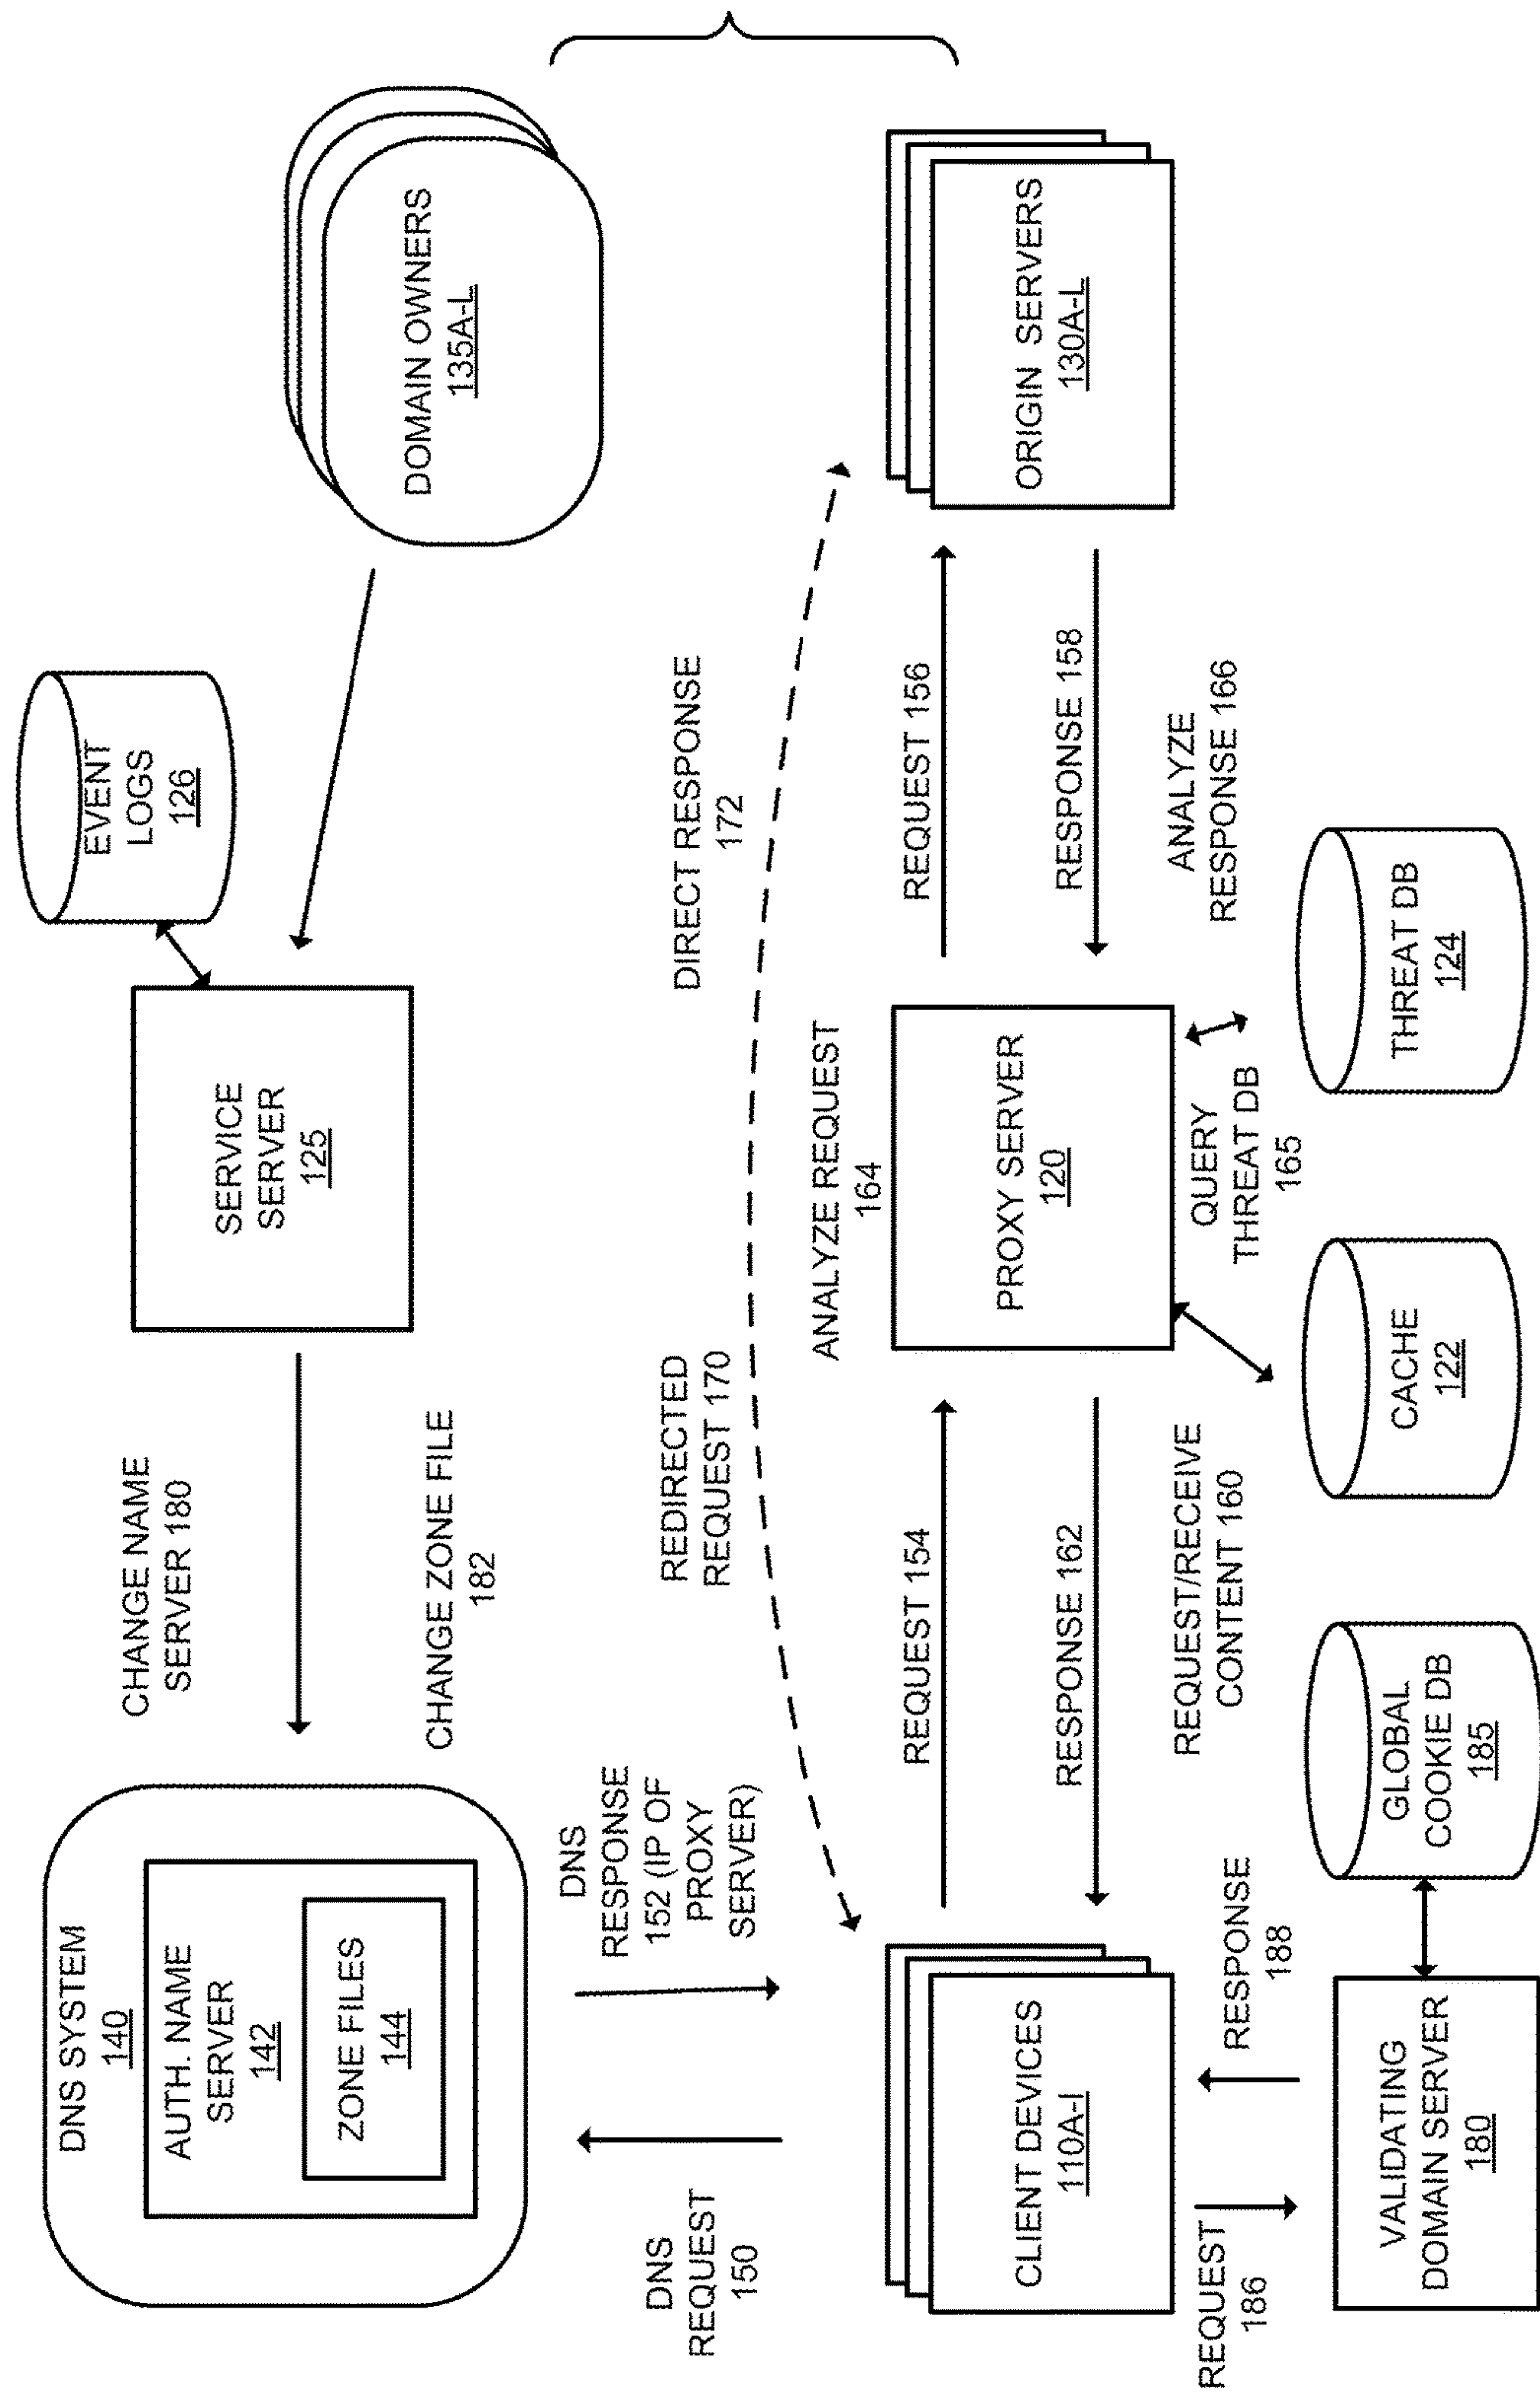 DNS SYSTEM
140
AUTH. NAME
SERVER
142
ZONE FILES
144
CHANGE NAME
SERVER 180
CHANGE ZONE FILE
182
SERVICE
SERVER
125
EVENT
LOGS
126
DOMAIN OWNERS
135A-L
DNS
REQUEST
150
DNS
RESPONSE
152 (IP OF
PROXY
SERVER)
REDIRECTED
REQUEST 170
DIRECT RESPONSE
172
CLIENT DEVICES
110A-I
REQUEST 154
RESPONSE 162
ANALYZE REQUEST
164
PROXY SERVER
120
REQUEST 156
RESPONSE 158
ORIGIN SERVERS
130A-L
REQUEST
186
RESPONSE
188
REQUEST/RECEIVE
CONTENT 160
QUERY
THREAT DB
165
ANALYZE
RESPONSE 166
VALIDATING
DOMAIN SERVER
180
GLOBAL
COOKIE DB
185
CACHE
122
THREAT DB
124